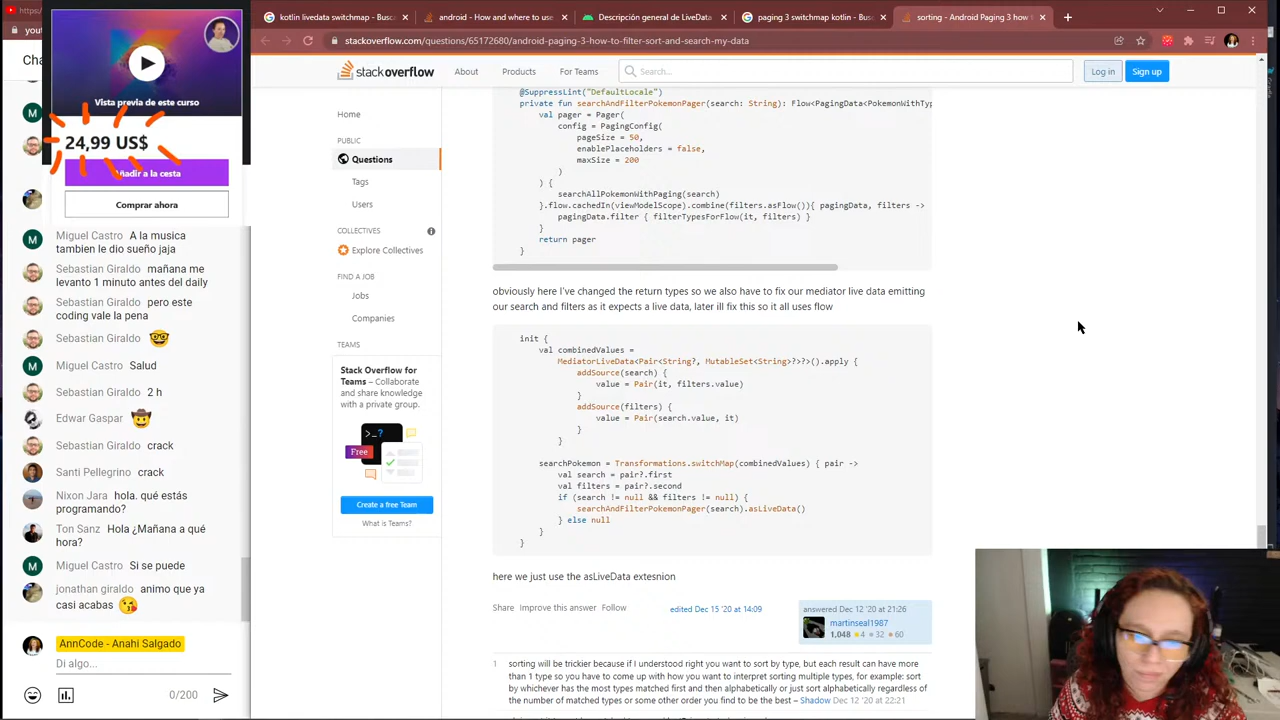 Vista previa de este curso
24,99 US$
Añadir a la cesta
Comprar ahora
Miguel Castro A la musica
tambien le dio sueño jaja
Sebastian Giraldo mañana me
levanto 1 minuto antes del daily
Sebastian Giraldo pero este
coding vale la pena
Sebastian Giraldo
Miguel Castro Salud
Sebastian Giraldo 2 h
Edwar Gaspar
Sebastian Giraldo crack
Santi Pellegrino crack
Nixon Jara hola. qué estás
programando?
Ton Sanz Hola ¿Mañana a qué
hora?
Miguel Castro Si se puede
jonathan giraldo animo que ya
casi acabas
AnnCode - Anahi Salgado
Di algo...
0/200
kotlin livedata switchmap - Busc
android - How and where to use
Descripción general de LiveData
paging 3 switchmap kotlin - Bus
sorting - Android Paging 3 how t
stackoverflow.com/questions/65172680/android-paging-3-how-to-filter-sort-and-search-my-data
stackoverflow
About
Products
For Teams
Search...
Log in
Sign up
Home
PUBLIC
Questions
Tags
Users
COLLECTIVES
Explore Collectives
FIND A JOB
Jobs
Companies
TEAMS
Stack Overflow for
Teams – Collaborate
and share knowledge
with a private group.
Free
Create a free Team
What is Teams?
@SuppressLint("DefaultLocale")
private fun searchAndFilterPokemonPager(search: String): Flow<PagingData<PokemonWithTyp
val pager = Pager(
config = PagingConfig(
pageSize = 50,
enablePlaceholders = false,
maxSize = 200
)
) {
searchAllPokemonWithPaging(search)
}.flow.cachedIn(viewModelScope).combine(filters.asFlow()){ pagingData, filters ->
pagingData.filter { filterTypesForFlow(it, filters) }
}
return pager
}
obviously here I've changed the return types so we also have to fix our mediator live data emitting
our search and filters as it expects a live data, later ill fix this so it all uses flow
init {
val combinedValues =
MediatorLiveData<Pair<String?, MutableSet<String>?>?>().apply {
addSource(search) {
value = Pair(it, filters.value)
}
addSource(filters) {
value = Pair(search.value, it)
}
}
searchPokemon = Transformations.switchMap(combinedValues) { pair ->
val search = pair?.first
val filters = pair?.second
if (search != null && filters != null) {
searchAndFilterPokemonPager(search).asLiveData()
} else null
}
}
here we just use the asLiveData extesnion
Share Improve this answer Follow
edited Dec 15 '20 at 14:09
answered Dec 12 '20 at 21:26
martinseal1987
1,048 4 32 60
1 sorting will be trickier because if I understood right you want to sort by type, but each result can have more
than 1 type so you have to come up with how you want to interpret sorting multiple types, for example: sort
by whichever has the most types matched first and then alphabetically or just sort alphabetically regardless of
the number of matched types or some other order you find to be the best – Shadow Dec 12 '20 at 22:21